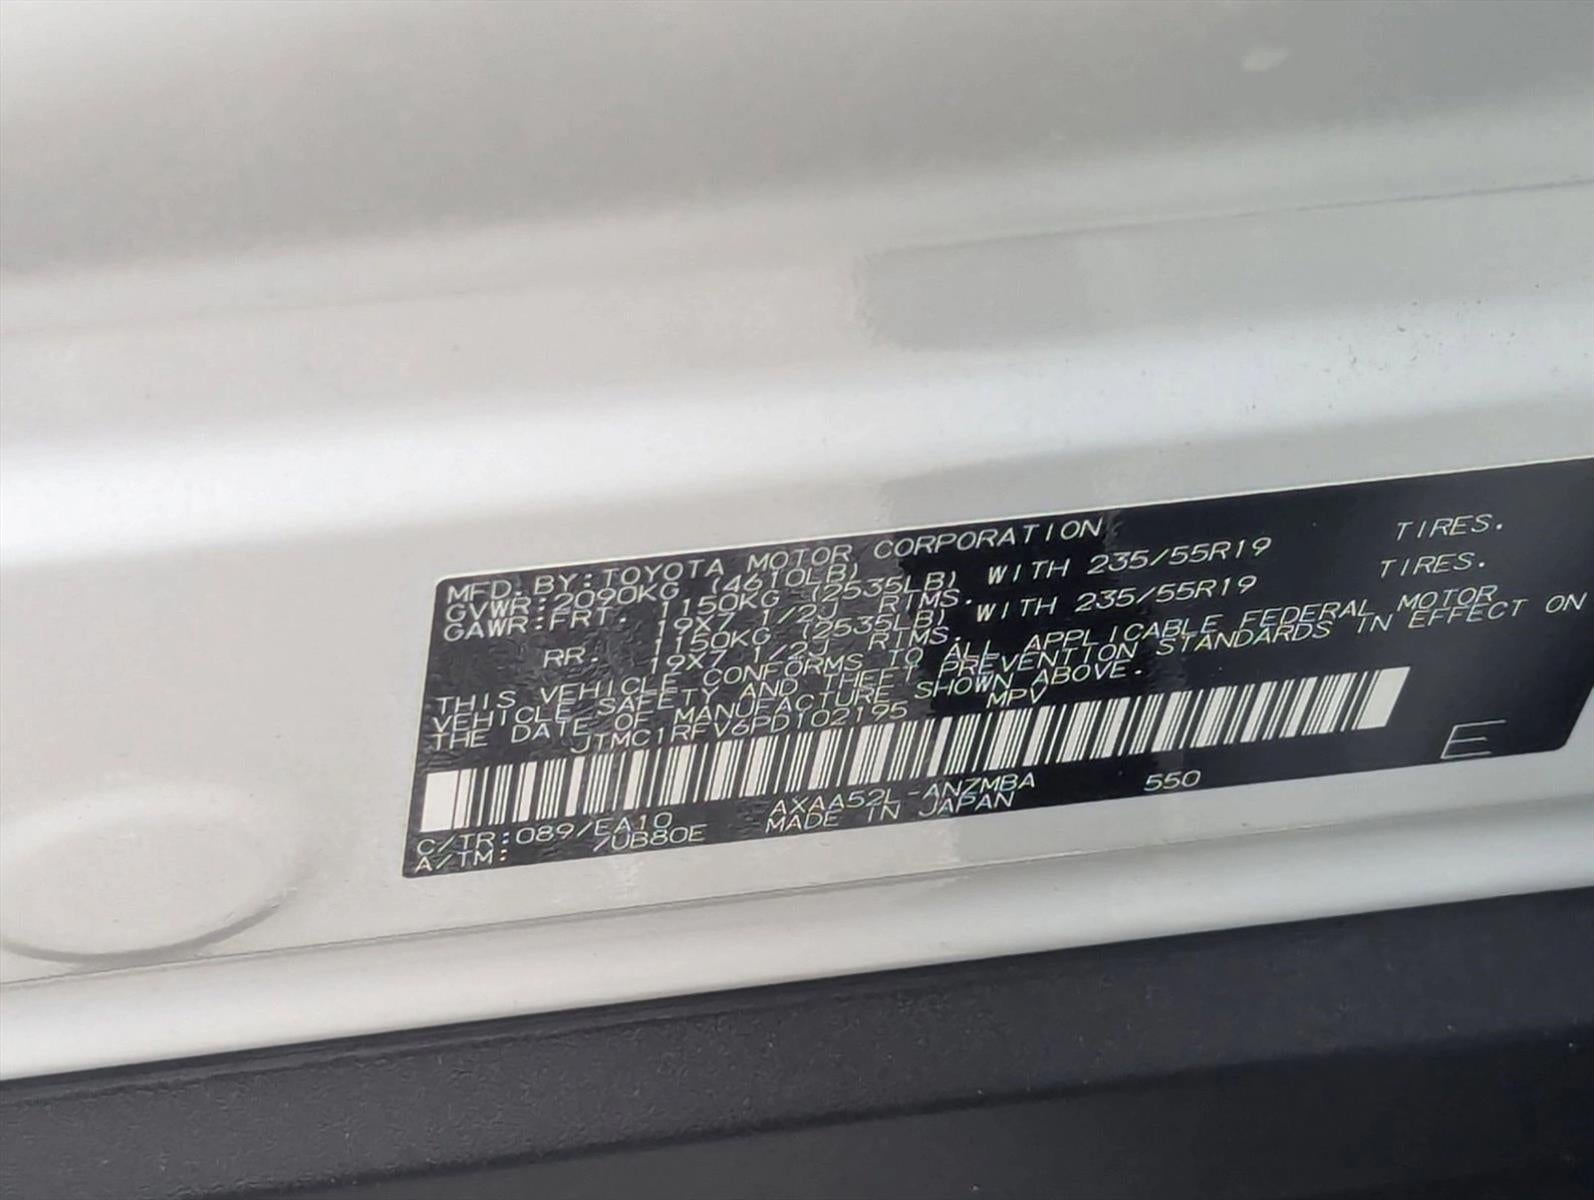 MFD.BY:TOYOTA MOTOR CORPORATION
GVWR:2090KG (4610LB)
GAWR:FRT. 1150KG (2535LB) WITH 235/55R19 TIRES.
19X7 1/2J RIMS.
RR. 1150KG (2535LB) WITH 235/55R19 TIRES.
19X7 1/2J RIMS.
THIS VEHICLE CONFORMS TO ALL APPLICABLE FEDERAL MOTOR
VEHICLE SAFETY AND THEFT PREVENTION STANDARDS IN EFFECT ON
THE DATE OF MANUFACTURE SHOWN ABOVE.
JTMC1RFV6PD102195 MPV
C/TR:089/EA10 AXAA52L-ANZMBA 550
A/TM: /UB80E MADE IN JAPAN
E